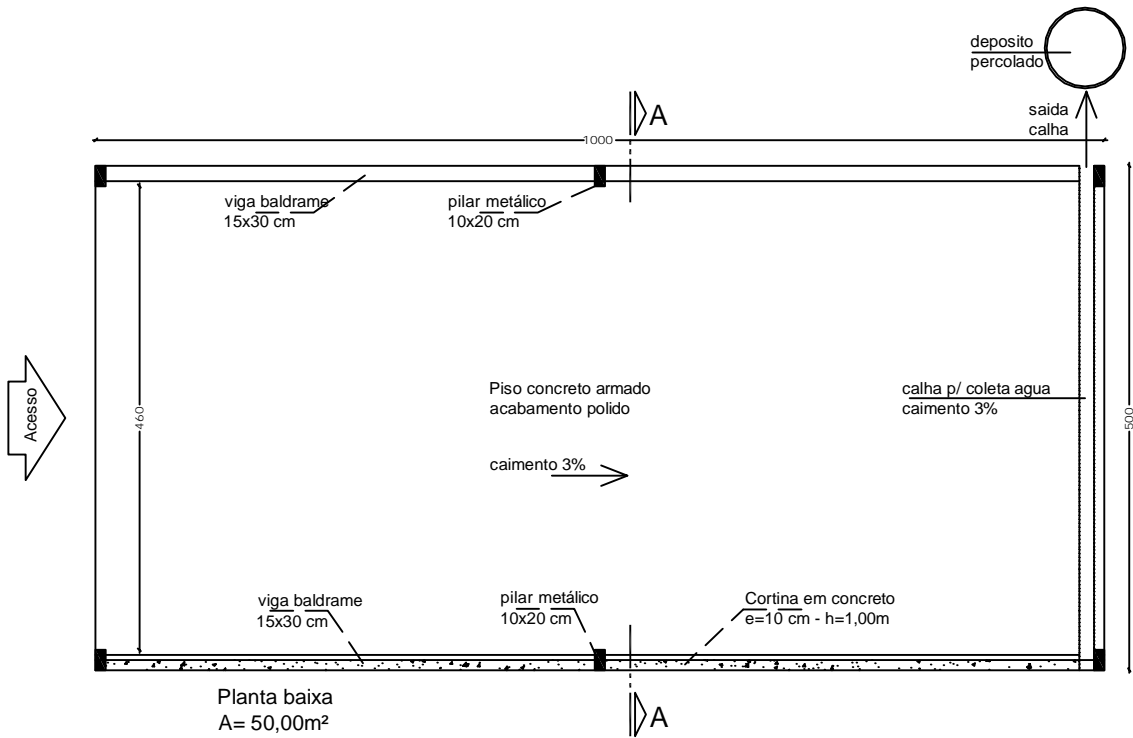 deposito
percolado
saida
calha
A
1000
viga baldrame
15x30 cm
pilar metálico
10x20 cm
Acesso
460
Piso concreto armado
acabamento polido
calha p/ coleta agua
caimento 3%
500
caimento 3%
viga baldrame
15x30 cm
pilar metálico
10x20 cm
Cortina em concreto
e=10 cm - h=1,00m
A
Planta baixa
A= 50,00m²